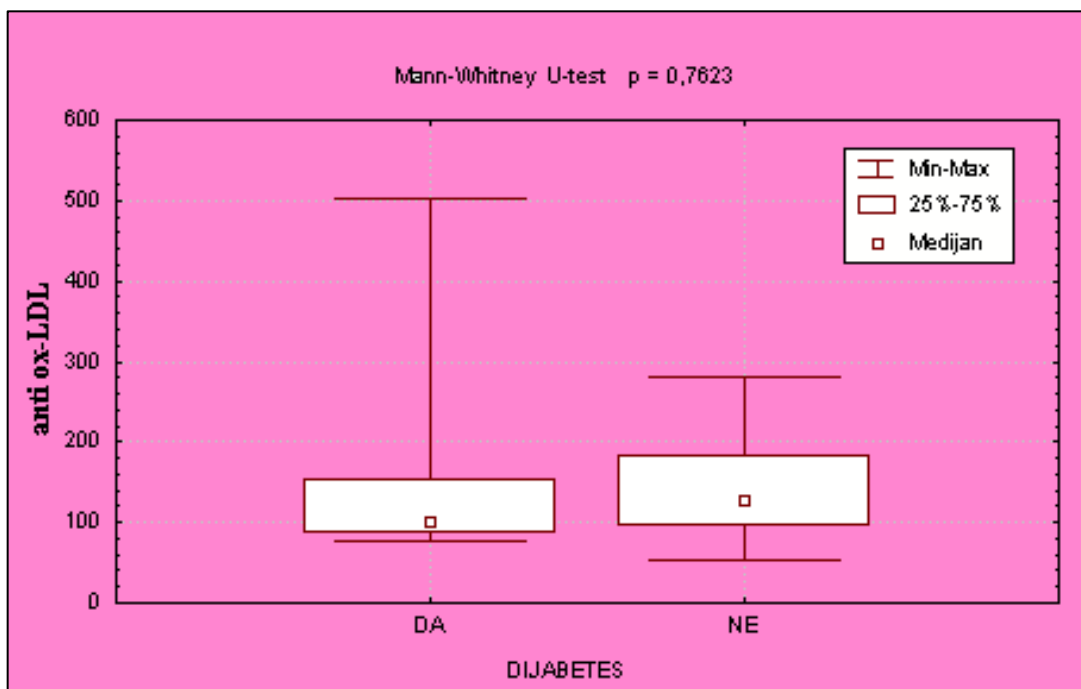 Mann-Whitney U-test p = 0,7623
600
500
400
300
200
100
0
anti ox-LDL
Min-Max
25%-75%
Medijan
DA
NE
DIJABETES